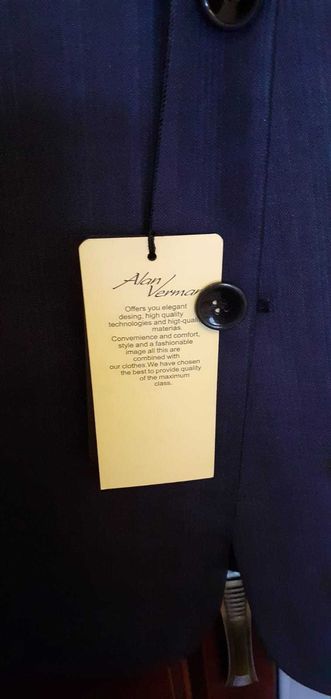 Alan
Verman
Offers you elegant
desing, high quality
technologies and higt-quality
materias.
Convenience and comfort,
style and a fashionable
image all this are
combined with
our clothes.We have chosen
the best to provide quality
of the maximum
class.